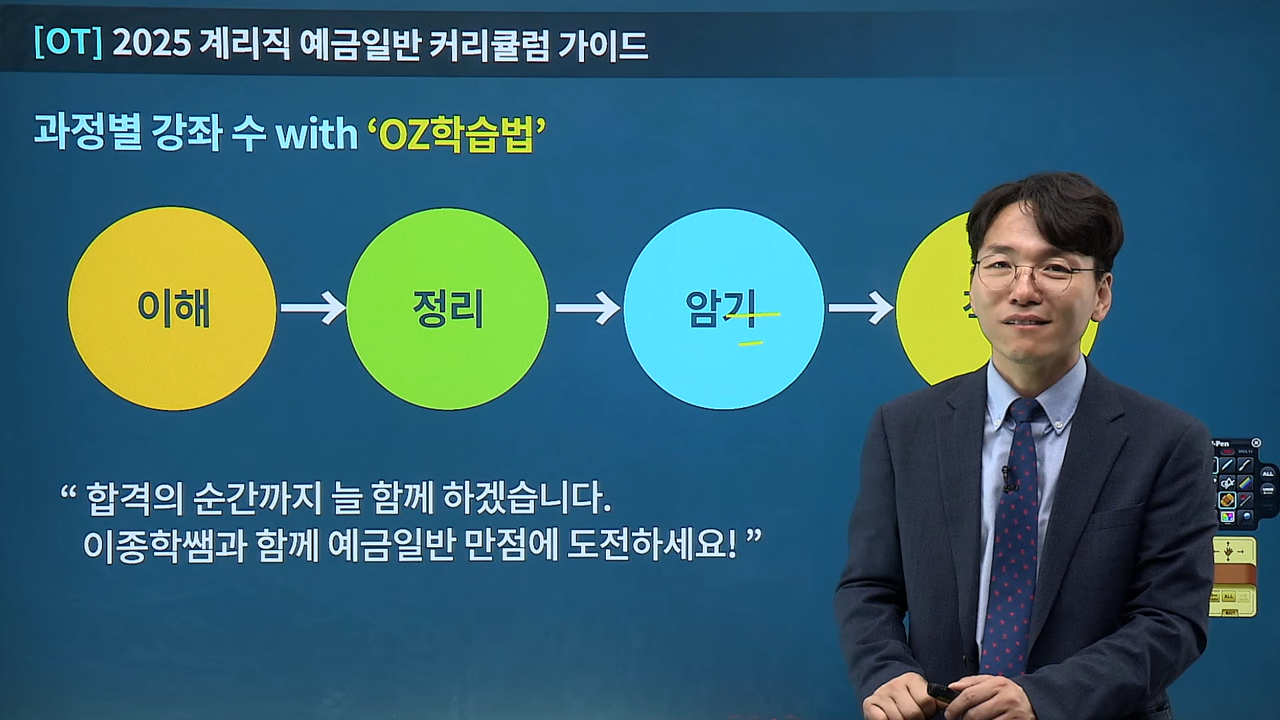 [OT] 2025 계리직 예금일반 커리큘럼 가이드
과정별 강좌 수 with ‘OZ학습법’
이해
정리
암기
“ 합격의 순간까지 늘 함께 하겠습니다.
이종학쌤과 함께 예금일반 만점에 도전하세요! ”
ALL
ALL